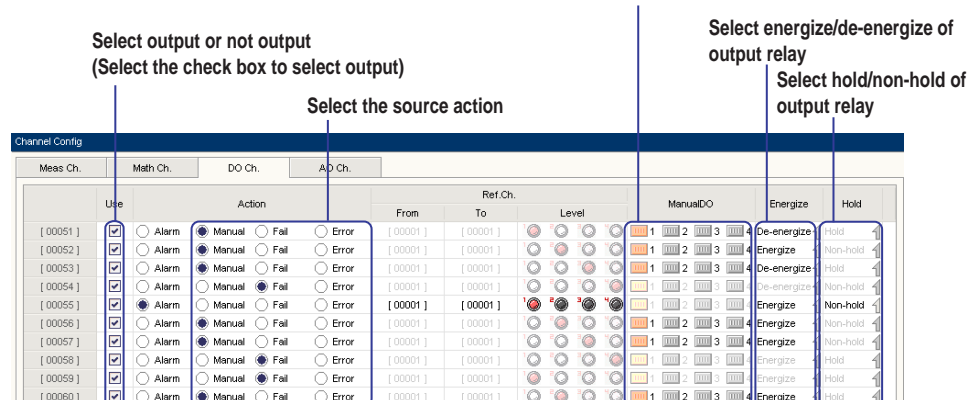 Select energize/de-energize of
output relay
Select output or not output
(Select the check box to select output)
Select hold/non-hold of
output relay
Select the source action
Channel Config
Meas Ch. Math Ch. DO Ch. AO Ch.
Use Action Ref.Ch. ManualDO Energize Hold
From To Level
[ 00051 ] Alarm Manual Fail Error [ 00001 ] [ 00001 ] 1 2 3 4 De-energize Hold
[ 00052 ] Alarm Manual Fail Error [ 00001 ] [ 00001 ] 1 2 3 4 Energize Non-hold
[ 00053 ] Alarm Manual Fail Error [ 00001 ] [ 00001 ] 1 2 3 4 De-energize Hold
[ 00054 ] Alarm Manual Fail Error [ 00001 ] [ 00001 ] 1 2 3 4 De-energize Non-hold
[ 00055 ] Alarm Manual Fail Error [ 00001 ] [ 00001 ] 1 2 3 4 1 2 3 4 Energize Non-hold
[ 00056 ] Alarm Manual Fail Error [ 00001 ] [ 00001 ] 1 2 3 4 Energize Non-hold
[ 00057 ] Alarm Manual Fail Error [ 00001 ] [ 00001 ] 1 2 3 4 Energize Non-hold
[ 00058 ] Alarm Manual Fail Error [ 00001 ] [ 00001 ] 1 2 3 4 Energize Hold
[ 00059 ] Alarm Manual Fail Error [ 00001 ] [ 00001 ] 1 2 3 4 Energize Hold
[ 00060 ] Alarm Manual Fail Error [ 00001 ] [ 00001 ] 1 2 3 4 Energize Hold